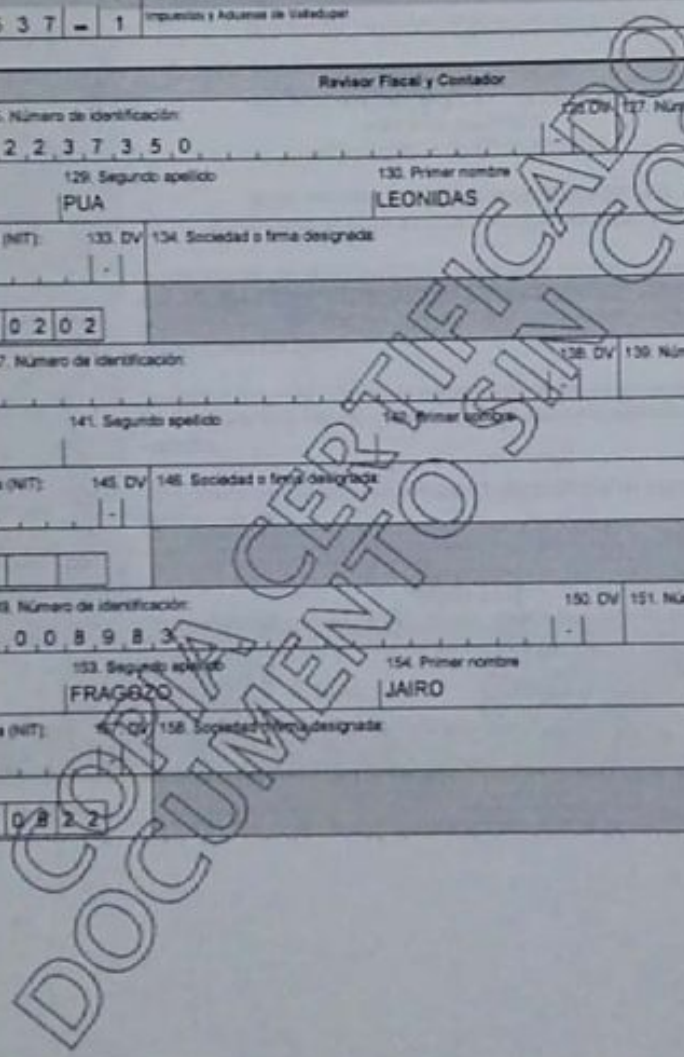 5 3 7 - 1 Impuestos y Aduanas de Valledupar
Revisor Fiscal y Contador
Número de identificación: 126. DV 127. Núm
2 2 3 7 3 5 0 -
129. Segundo apellido 130. Primer nombre
PUA LEONIDAS
(NIT): 133. DV 134. Sociedad o firma designada:
-
0 2 0 2
7. Número de identificación: 138. DV 139. Núm
-
141. Segundo apellido 142. Primer nombre
(NIT): 145. DV 146. Sociedad o firma designada:
-
9. Número de identificación: 150. DV 151. Núm
0 0 8 9 8 3 -
153. Segundo apellido 154. Primer nombre
FRAGOZO JAIRO
(NIT): 157. DV 158. Sociedad o firma designada:
-
0 8 2 2
COPIA CERTIFICADO
DOCUMENTO SIN CO